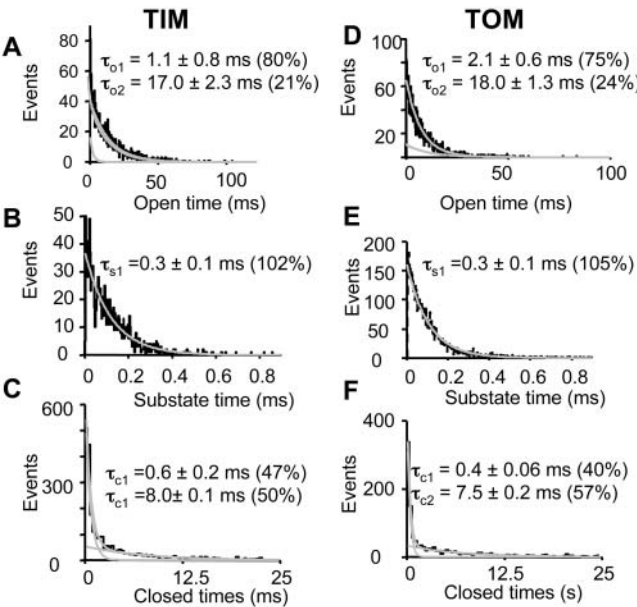 TIM
TOM
A
τo1 = 1.1 ± 0.8 ms (80%)
τo2 = 17.0 ± 2.3 ms (21%)
Events
80
60
40
20
0
50
100
Open time (ms)
D
τo1 = 2.1 ± 0.6 ms (75%)
τo2 = 18.0 ± 1.3 ms (24%)
Events
100
60
20
50
100
Open time (ms)
B
τs1 =0.3 ± 0.1 ms (102%)
Events
50
40
30
20
10
0
0
0.2
0.4
0.6
0.8
Substate time (ms)
E
τs1 =0.3 ± 0.1 ms (105%)
Events
200
150
100
50
0
0
0.2
0.4
0.6
0.8
Substate time (ms)
C
τc1 =0.6 ± 0.2 ms (47%)
τc1 =8.0± 0.1 ms (50%)
Events
600
300
0
0
12.5
25
Closed times (ms)
F
τc1 = 0.4 ± 0.06 ms (40%)
τc2 = 7.5 ± 0.2 ms (57%)
Events
400
200
0
0
12.5
25
Closed times (s)